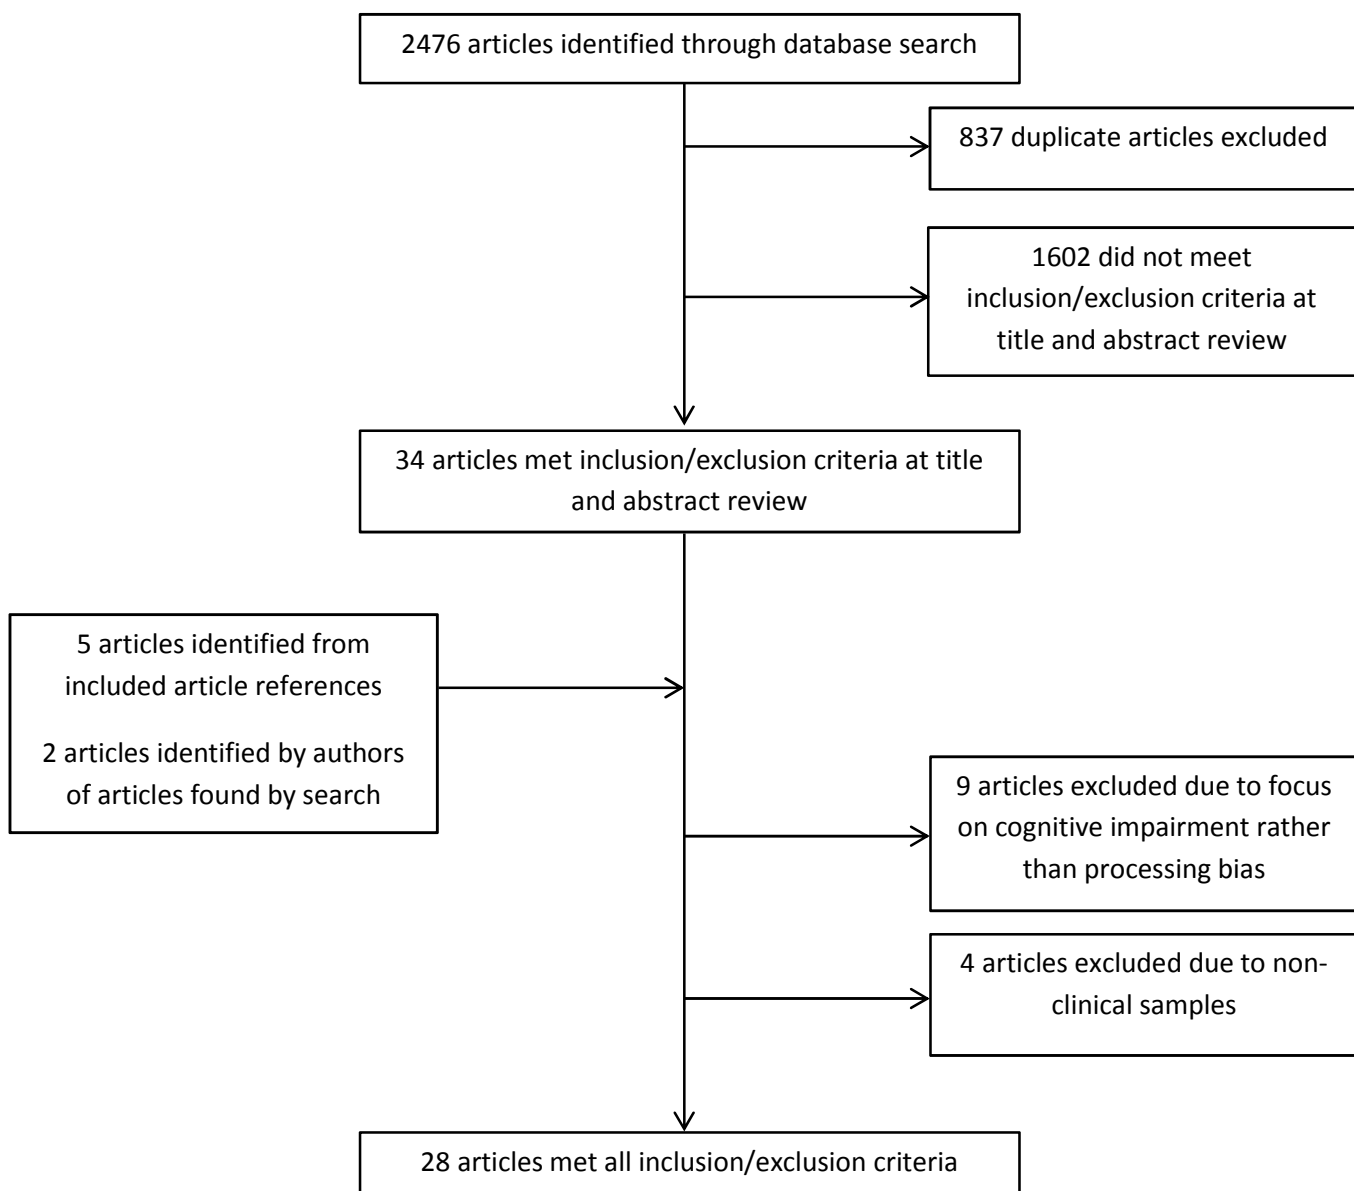 2476 articles identified through database search
837 duplicate articles excluded
1602 did not meet
inclusion/exclusion criteria at
title and abstract review
34 articles met inclusion/exclusion criteria at title
and abstract review
5 articles identified from
included article references
2 articles identified by authors
of articles found by search
9 articles excluded due to focus
on cognitive impairment rather
than processing bias
4 articles excluded due to non-
clinical samples
28 articles met all inclusion/exclusion criteria